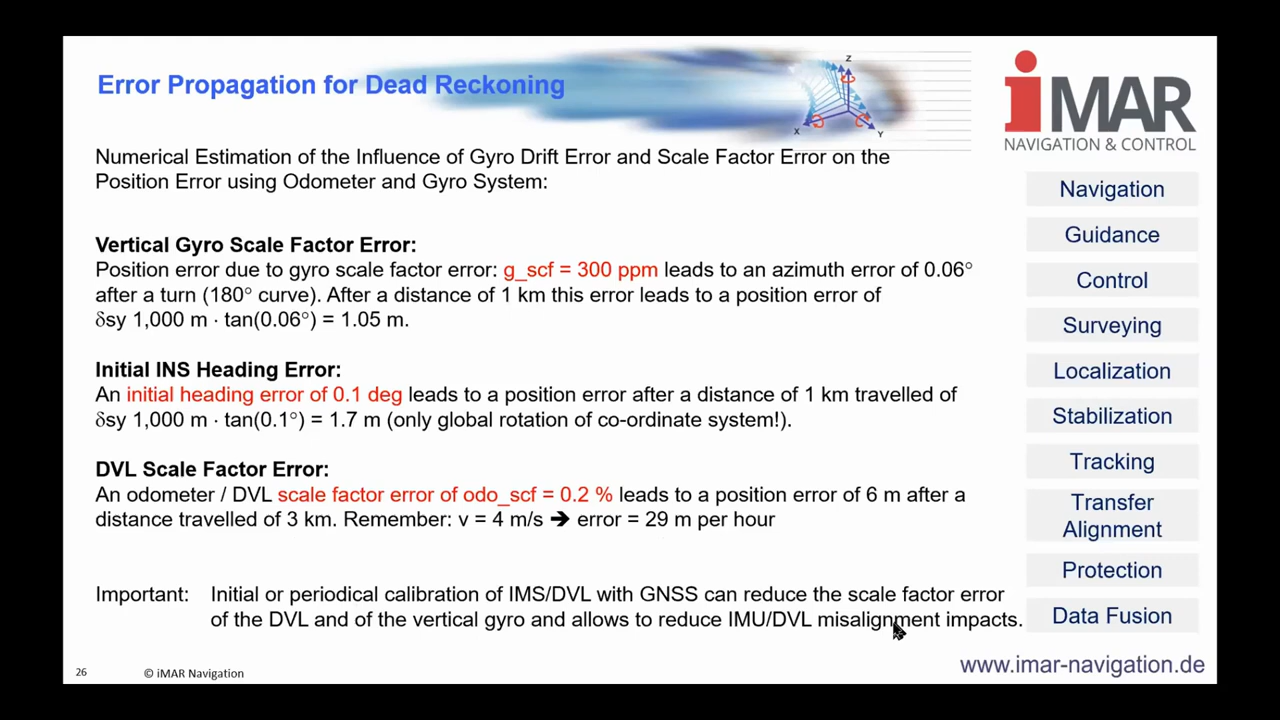 Error Propagation for Dead Reckoning
Z
X
Y
iMAR
NAVIGATION & CONTROL
Numerical Estimation of the Influence of Gyro Drift Error and Scale Factor Error on the
Position Error using Odometer and Gyro System:
Vertical Gyro Scale Factor Error:
Position error due to gyro scale factor error: g_scf = 300 ppm leads to an azimuth error of 0.06°
after a turn (180° curve). After a distance of 1 km this error leads to a position error of
δsy 1,000 m · tan(0.06°) = 1.05 m.
Initial INS Heading Error:
An initial heading error of 0.1 deg leads to a position error after a distance of 1 km travelled of
δsy 1,000 m · tan(0.1°) = 1.7 m (only global rotation of co-ordinate system!).
DVL Scale Factor Error:
An odometer / DVL scale factor error of odo_scf = 0.2 % leads to a position error of 6 m after a
distance travelled of 3 km. Remember: v = 4 m/s ➔ error = 29 m per hour
Important: Initial or periodical calibration of IMS/DVL with GNSS can reduce the scale factor error
of the DVL and of the vertical gyro and allows to reduce IMU/DVL misalignment impacts.
Navigation
Guidance
Control
Surveying
Localization
Stabilization
Tracking
Transfer
Alignment
Protection
Data Fusion
26
© iMAR Navigation
www.imar-navigation.de